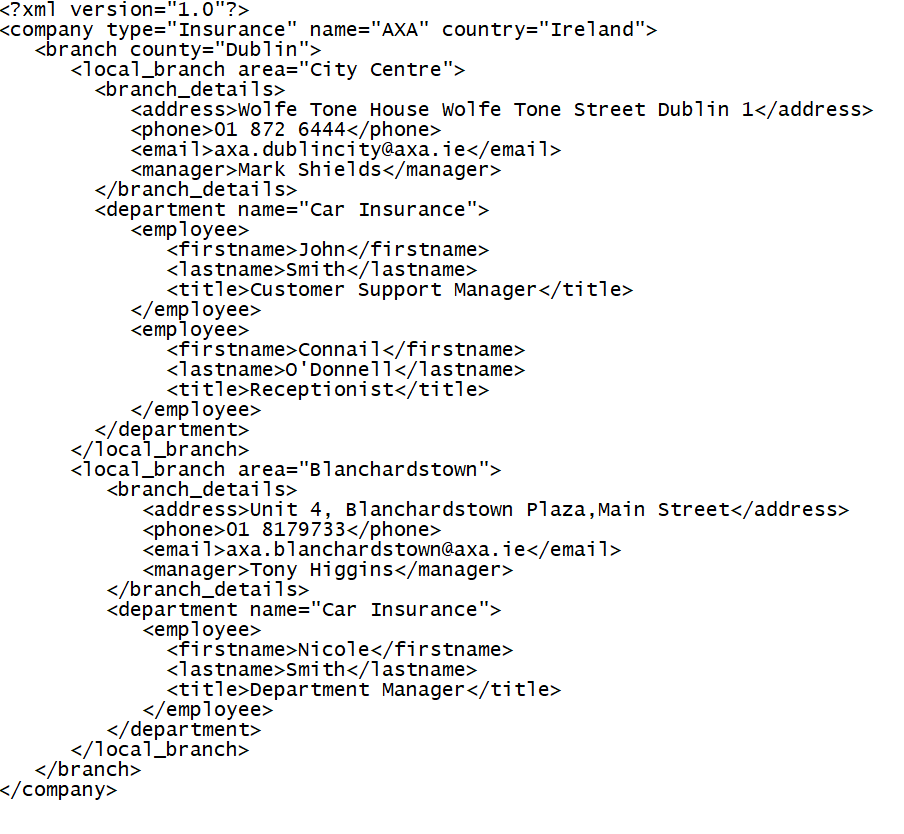 <?xml version="1.0"?>
<company type="Insurance" name="AXA" country="Ireland">
<branch county="Dublin">
<local_branch area="City Centre">
<branch_details>
<address>Wolfe Tone House Wolfe Tone Street Dublin 1</address>
<phone>01 872 6444</phone>
<email>axa.dublincity@axa.ie</email>
<manager>Mark Shields</manager>
</branch_details>
<department name="Car Insurance">
<employee>
<firstname>John</firstname>
<lastname>Smith</lastname>
<title>Customer Support Manager</title>
</employee>
<employee>
<firstname>Connail</firstname>
<lastname>O'Donnell</lastname>
<title>Receptionist</title>
</employee>
</department>
</local_branch>
<local_branch area="Blanchardstown">
<branch_details>
<address>Unit 4, Blanchardstown Plaza,Main Street</address>
<phone>01 8179733</phone>
<email>axa.blanchardstown@axa.ie</email>
<manager>Tony Higgins</manager>
</branch_details>
<department name="Car Insurance">
<employee>
<firstname>Nicole</firstname>
<lastname>Smith</lastname>
<title>Department Manager</title>
</employee>
</department>
</local_branch>
</branch>
</company>